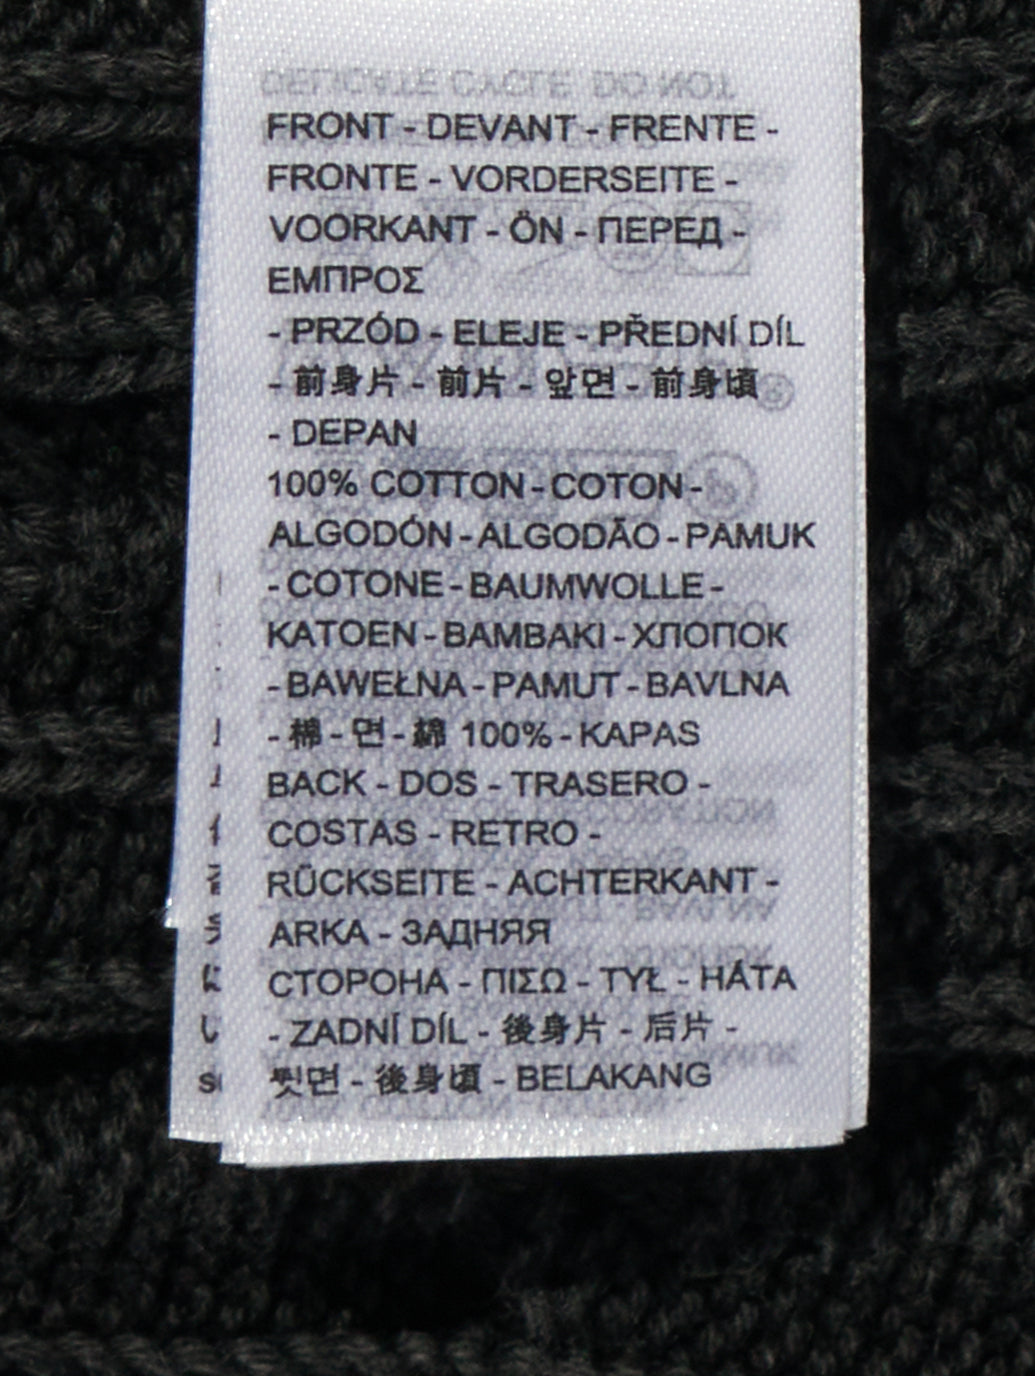 FRONT - DEVANT - FRENTE -
FRONTE - VORDERSEITE -
VOORKANT - ÖN - ПЕРЕД -
ΕΜΠΡΟΣ
- PRZÓD - ELEJE - PŘEDNÍ DÍL
- 前身片 - 前片 - 앞면 - 前身頃
- DEPAN
100% COTTON - COTON -
ALGODÓN - ALGODÃO - PAMUK
- COTONE - BAUMWOLLE -
KATOEN - ΒΑΜΒΑΚΙ - ХЛОПОК
- BAWEŁNA - PAMUT - BAVLNA
- 棉 - 면 - 綿 100% - KAPAS
BACK - DOS - TRASERO -
COSTAS - RETRO -
RÜCKSEITE - ACHTERKANT -
ARKA - ЗАДНЯЯ
СТОРОНА - ΠΙΣΩ - TYŁ - HÁTA
- ZADNÍ DÍL - 後身片 - 后片 -
뒷면 - 後身頃 - BELAKANG